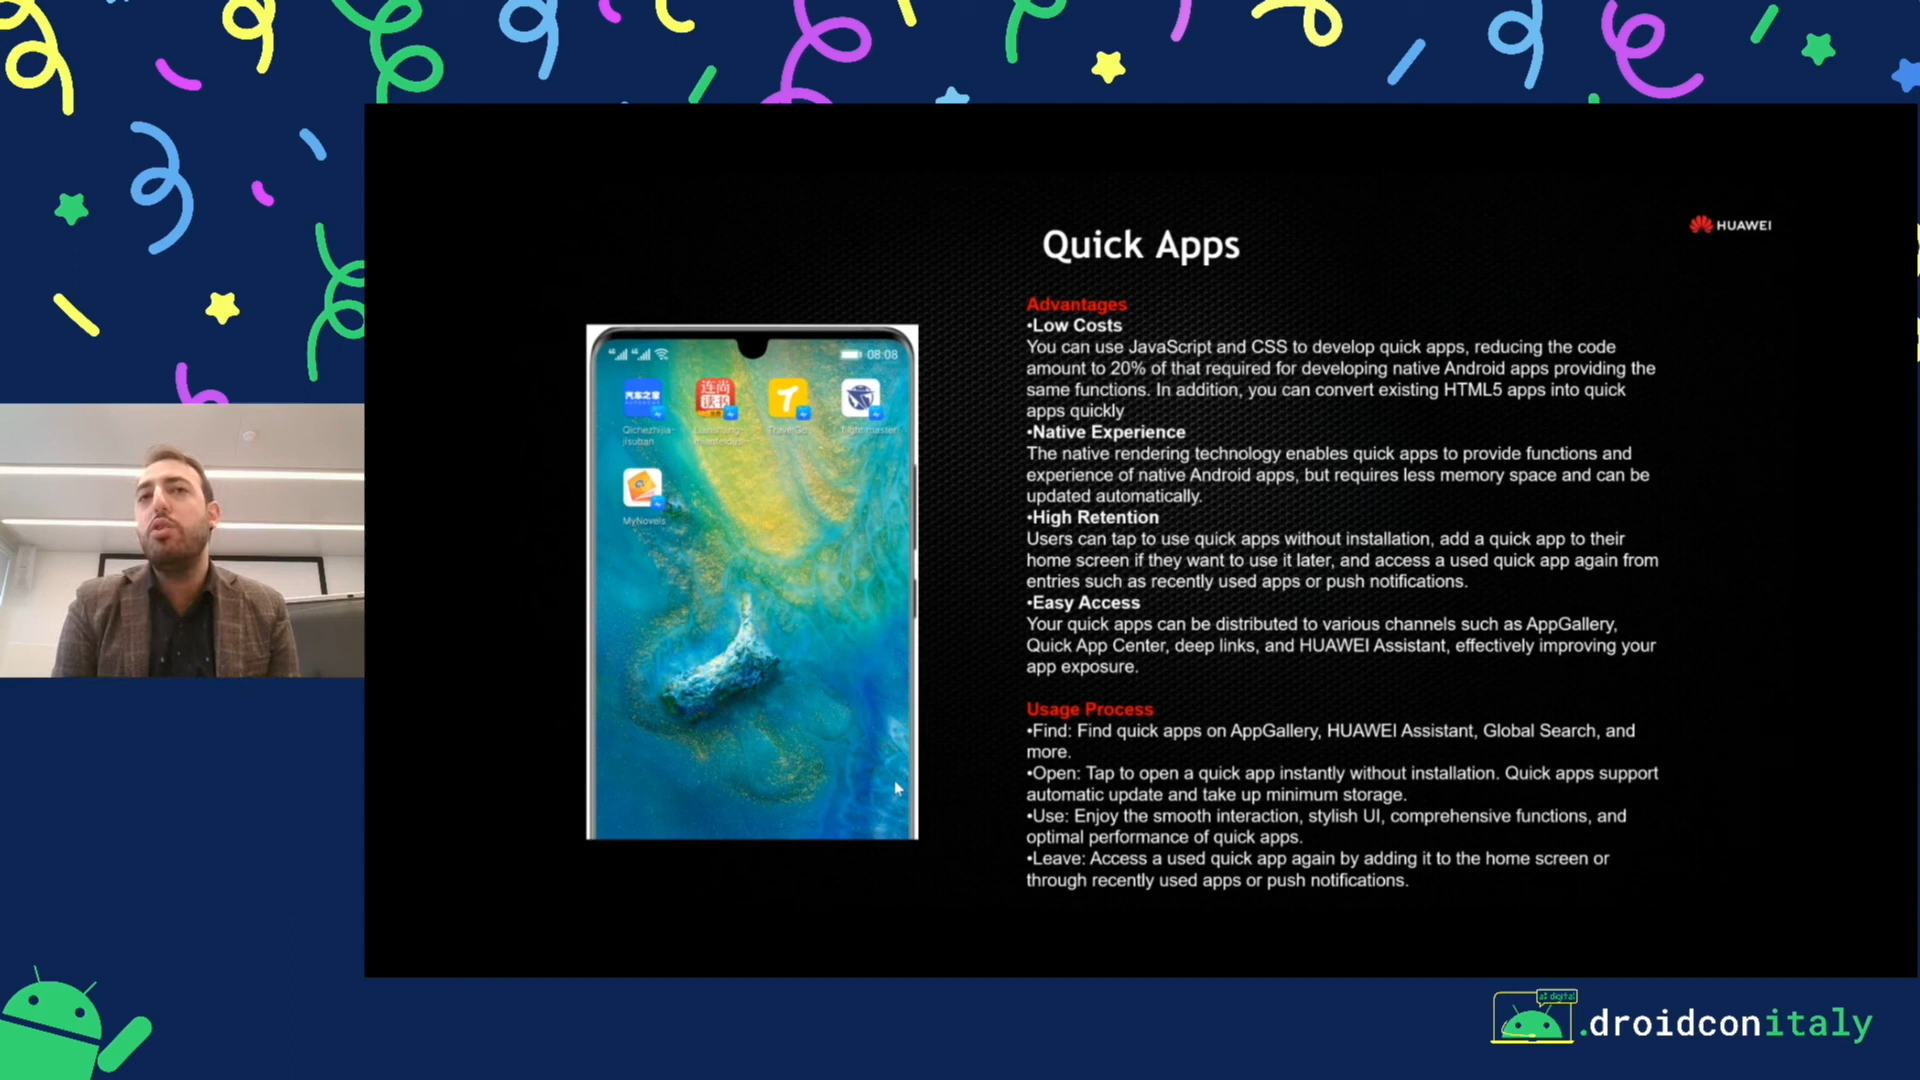 Quick Apps
HUAWEI
Advantages
•Low Costs
You can use JavaScript and CSS to develop quick apps, reducing the code
amount to 20% of that required for developing native Android apps providing the
same functions. In addition, you can convert existing HTML5 apps into quick
apps quickly
•Native Experience
The native rendering technology enables quick apps to provide functions and
experience of native Android apps, but requires less memory space and can be
updated automatically.
•High Retention
Users can tap to use quick apps without installation, add a quick app to their
home screen if they want to use it later, and access a used quick app again from
entries such as recently used apps or push notifications.
•Easy Access
Your quick apps can be distributed to various channels such as AppGallery,
Quick App Center, deep links, and HUAWEI Assistant, effectively improving your
app exposure.
Usage Process
•Find: Find quick apps on AppGallery, HUAWEI Assistant, Global Search, and
more.
•Open: Tap to open a quick app instantly without installation. Quick apps support
automatic update and take up minimum storage.
•Use: Enjoy the smooth interaction, stylish UI, comprehensive functions, and
optimal performance of quick apps.
•Leave: Access a used quick app again by adding it to the home screen or
through recently used apps or push notifications.
08:08
汽车之家
连尚
读书
Qichezhijia-
jisuban
TravelGo
MyNovels
.droidconitaly